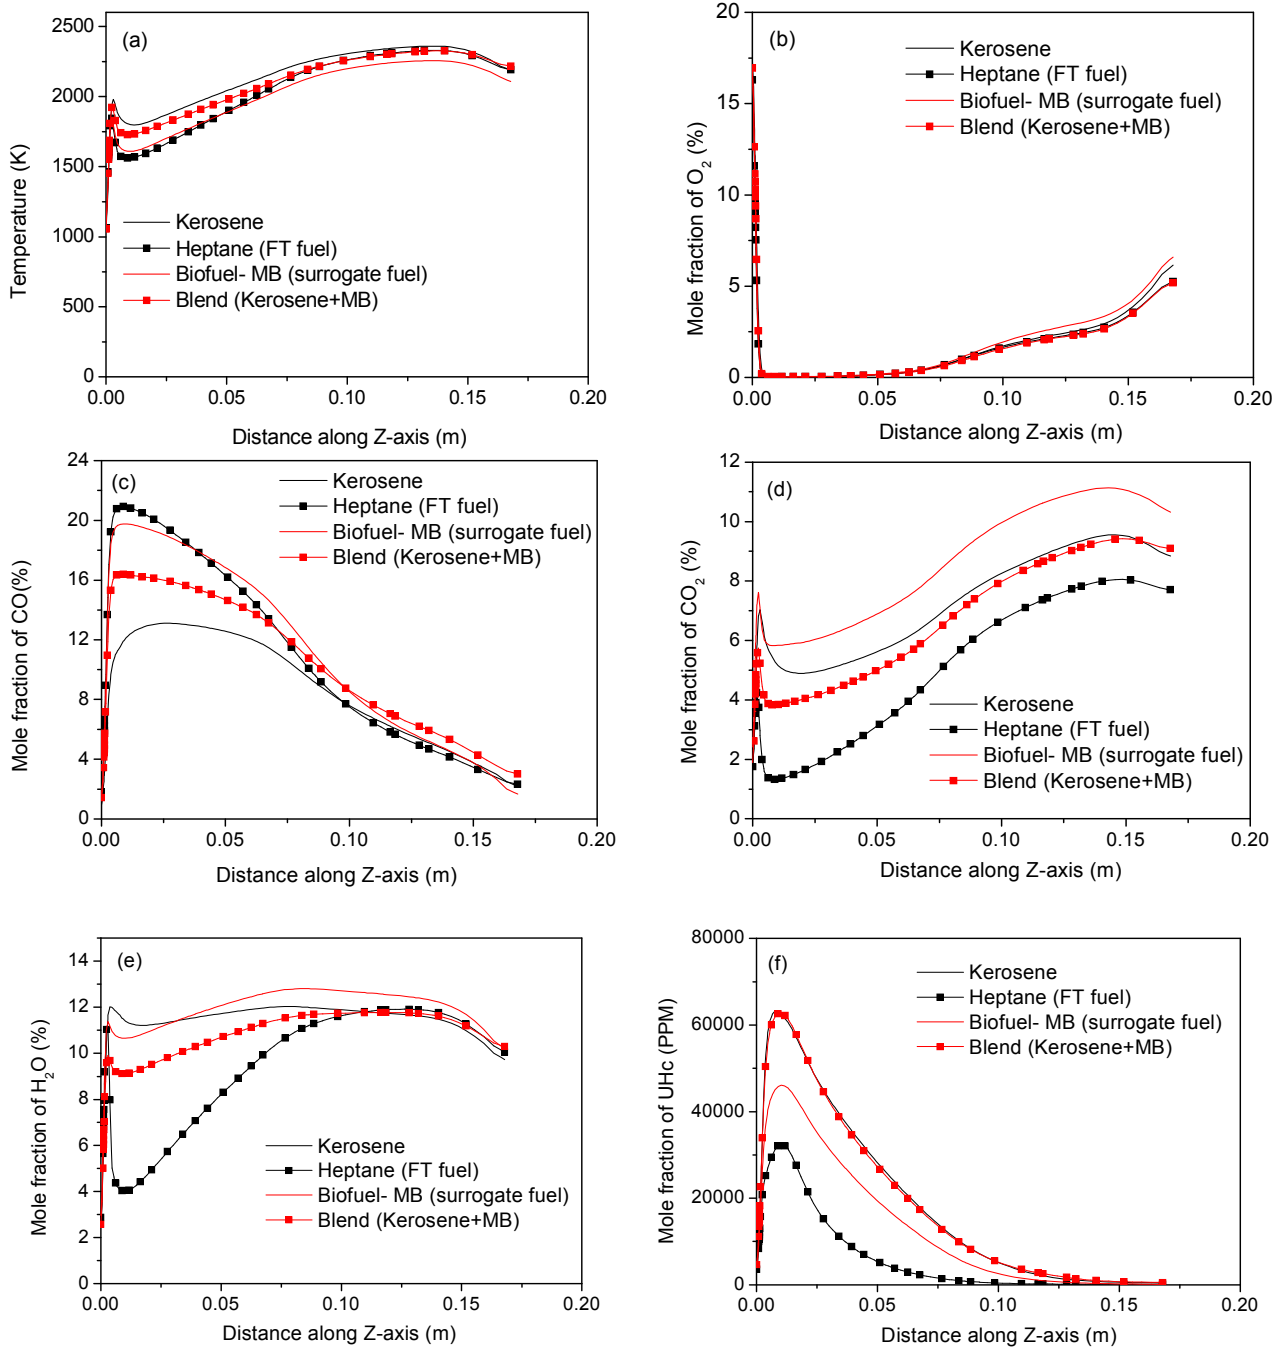 (a)
Temperature (K)
2500
2000
1500
1000
500
0
Kerosene
Heptane (FT fuel)
Biofuel- MB (surrogate fuel)
Blend (Kerosene+MB)
0.00 0.05 0.10 0.15 0.20
Distance along Z-axis (m)
(b)
Mole fraction of O2 (%)
20
15
10
5
0
Kerosene
Heptane (FT fuel)
Biofuel- MB (surrogate fuel)
Blend (Kerosene+MB)
0.00 0.05 0.10 0.15 0.20
Distance along Z-axis (m)
(c)
Mole fraction of CO(%)
24
20
16
12
8
4
0
Kerosene
Heptane (FT fuel)
Biofuel- MB (surrogate fuel)
Blend (Kerosene+MB)
0.00 0.05 0.10 0.15 0.20
Distance along Z-axis (m)
(d)
Mole fraction of CO2 (%)
12
10
8
6
4
2
0
Kerosene
Heptane (FT fuel)
Biofuel- MB (surrogate fuel)
Blend (Kerosene+MB)
0.00 0.05 0.10 0.15 0.20
Distance along Z-axis (m)
(e)
Mole fraction of H2O (%)
14
12
10
8
6
4
2
0
Kerosene
Heptane (FT fuel)
Biofuel- MB (surrogate fuel)
Blend (Kerosene+MB)
0.00 0.05 0.10 0.15 0.20
Distance along Z-axis (m)
(f)
Mole fraction of UHc (PPM)
80000
60000
40000
20000
0
Kerosene
Heptane (FT fuel)
Biofuel- MB (surrogate fuel)
Blend (Kerosene+MB)
0.00 0.05 0.10 0.15 0.20
Distance along Z-axis (m)